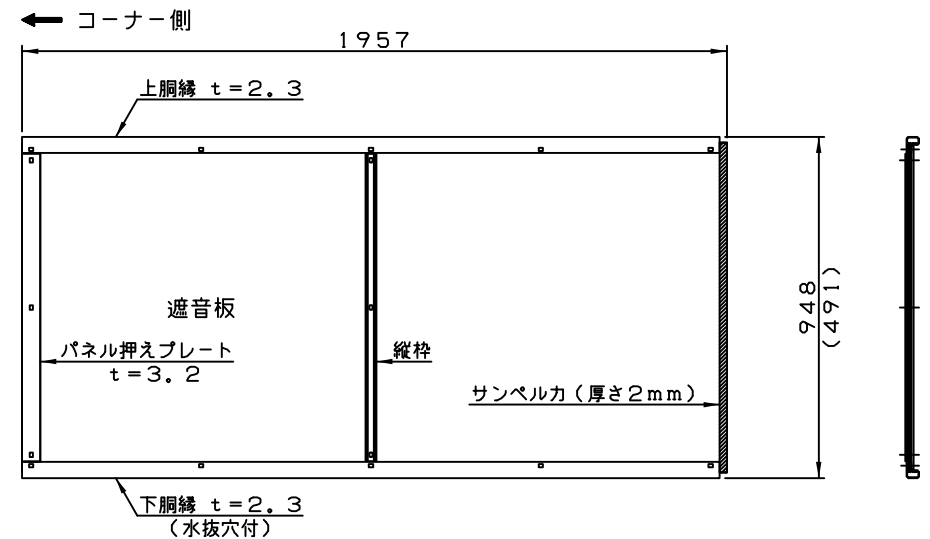 コーナー側
1957
上胴縁 t=2.3
948
(491)
遮音板
パネル押えプレート
t=3.2
縦枠
サンペルカ(厚さ2mm)
下胴縁 t=2.3
(水抜穴付)